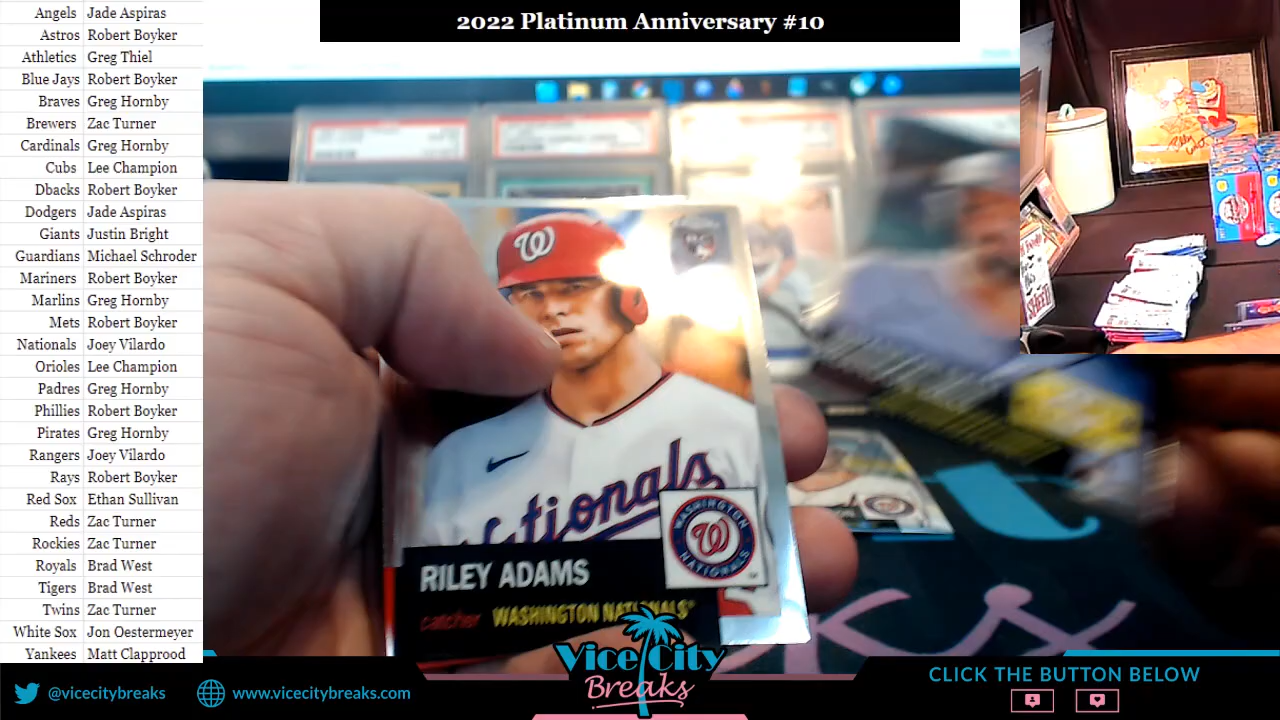 2022 Platinum Anniversary #10
Angels Jade Aspiras
Astros Robert Boyker
Athletics Greg Thiel
Blue Jays Robert Boyker
Braves Greg Hornby
Brewers Zac Turner
Cardinals Greg Hornby
Cubs Lee Champion
Dbacks Robert Boyker
Dodgers Jade Aspiras
Giants Justin Bright
Guardians Michael Schroder
Mariners Robert Boyker
Marlins Greg Hornby
Mets Robert Boyker
Nationals Joey Vilardo
Orioles Lee Champion
Padres Greg Hornby
Phillies Robert Boyker
Pirates Greg Hornby
Rangers Joey Vilardo
Rays Robert Boyker
Red Sox Ethan Sullivan
Reds Zac Turner
Rockies Zac Turner
Royals Brad West
Tigers Brad West
Twins Zac Turner
White Sox Jon Oestermeyer
Yankees Matt Clapprood
W
Nationals
WASHINGTON
W
NATIONALS
RILEY ADAMS
catcher WASHINGTON NATIONALS
Vice City
Breaks
@vicecitybreaks
www.vicecitybreaks.com
CLICK THE BUTTON BELOW